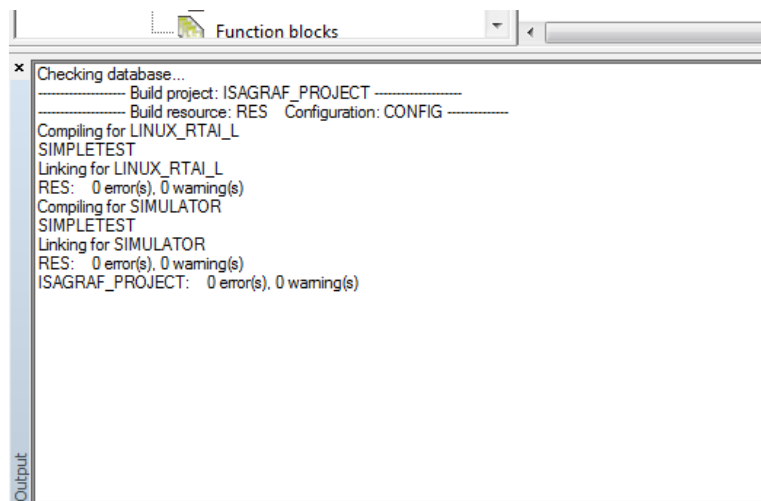 Function blocks
Checking database...
-------------------- Build project: ISAGRAF_PROJECT --------------------
-------------------- Build resource: RES Configuration: CONFIG --------------
Compiling for LINUX_RTAI_L
SIMPLETEST
Linking for LINUX_RTAI_L
RES: 0 error(s), 0 warning(s)
Compiling for SIMULATOR
SIMPLETEST
Linking for SIMULATOR
RES: 0 error(s), 0 warning(s)
ISAGRAF_PROJECT: 0 error(s), 0 warning(s)
Output